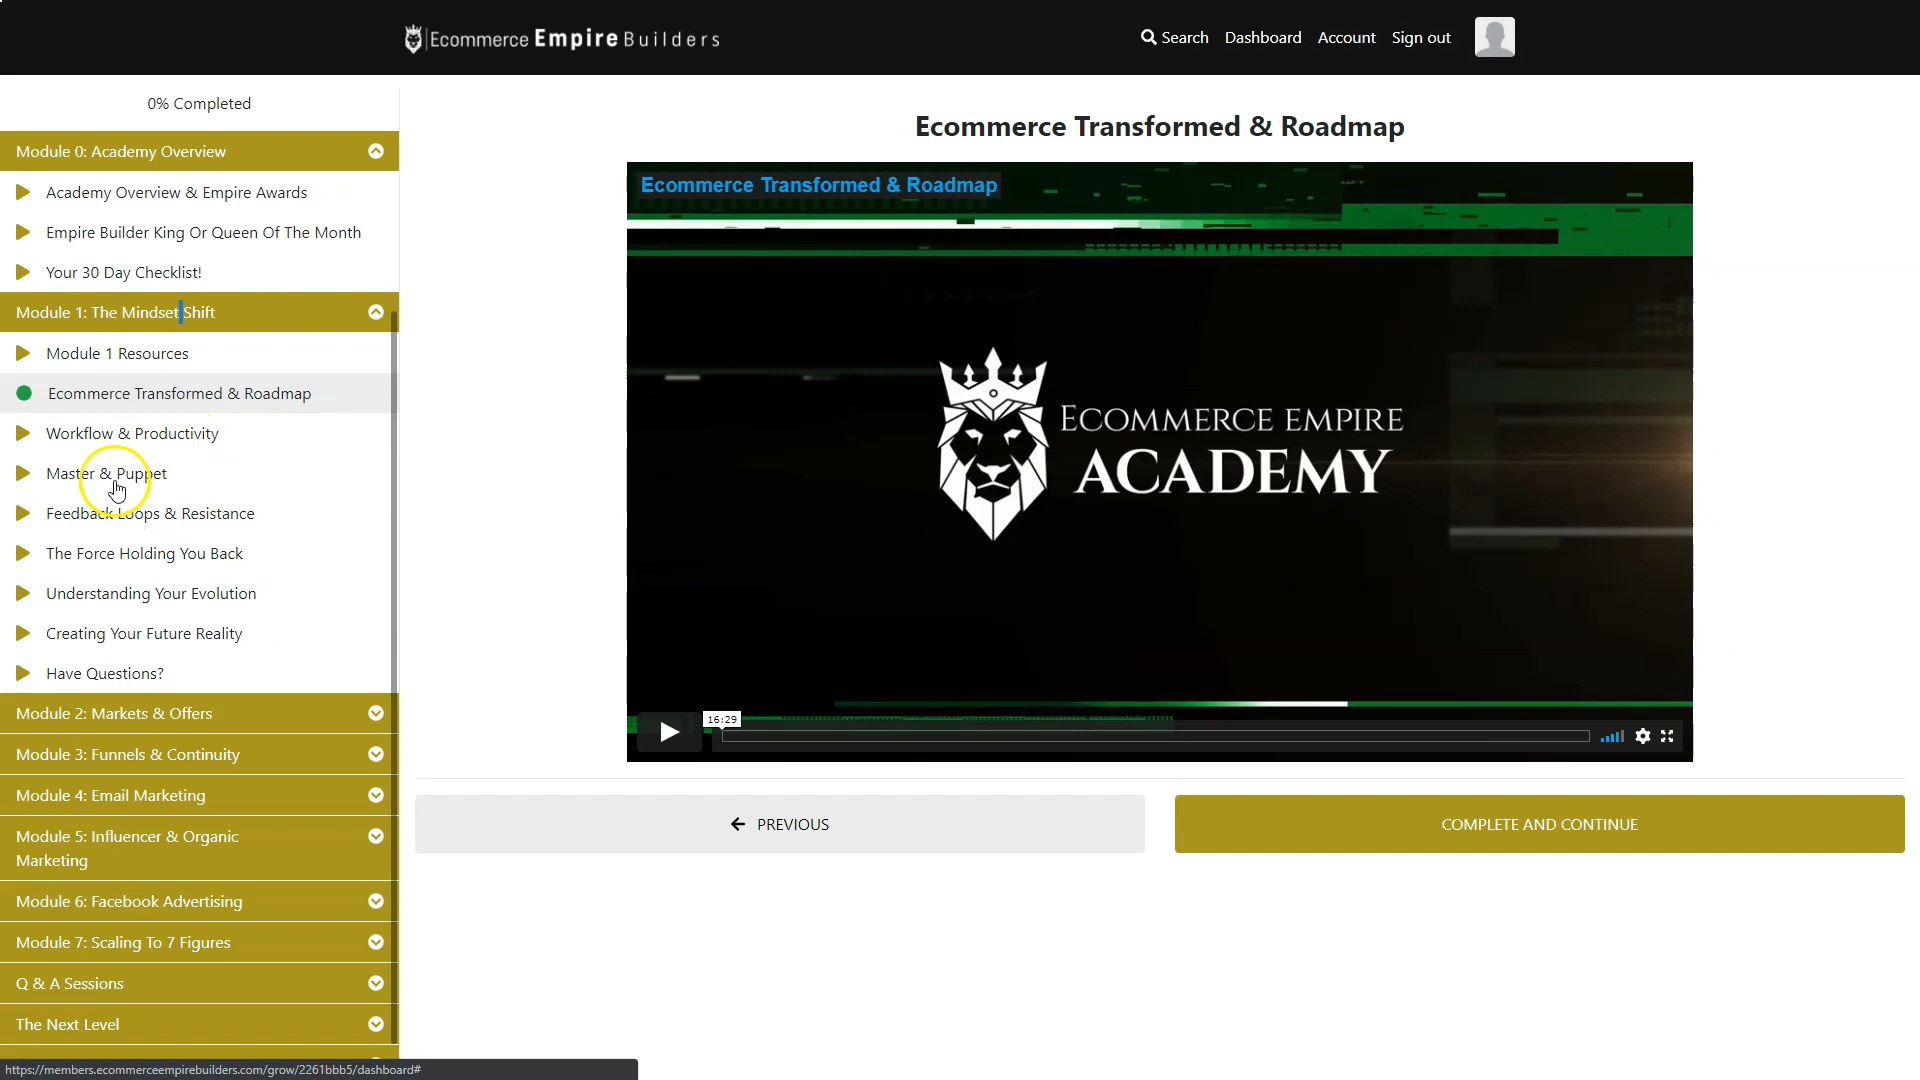 Ecommerce Empire Builders
Search Dashboard Account Sign out
0% Completed
Module 0: Academy Overview
Academy Overview & Empire Awards
Empire Builder King Or Queen Of The Month
Your 30 Day Checklist!
Module 1: The Mindset Shift
Module 1 Resources
Ecommerce Transformed & Roadmap
Workflow & Productivity
Master & Puppet
Feedback Loops & Resistance
The Force Holding You Back
Understanding Your Evolution
Creating Your Future Reality
Have Questions?
Module 2: Markets & Offers
Module 3: Funnels & Continuity
Module 4: Email Marketing
Module 5: Influencer & Organic
Marketing
Module 6: Facebook Advertising
Module 7: Scaling To 7 Figures
Q & A Sessions
The Next Level
https://members.ecommerceempirebuilders.com/grow/2261bbb5/dashboard#
Ecommerce Transformed & Roadmap
Ecommerce Transformed & Roadmap
ECOMMERCE EMPIRE
ACADEMY
16:29
PREVIOUS
COMPLETE AND CONTINUE